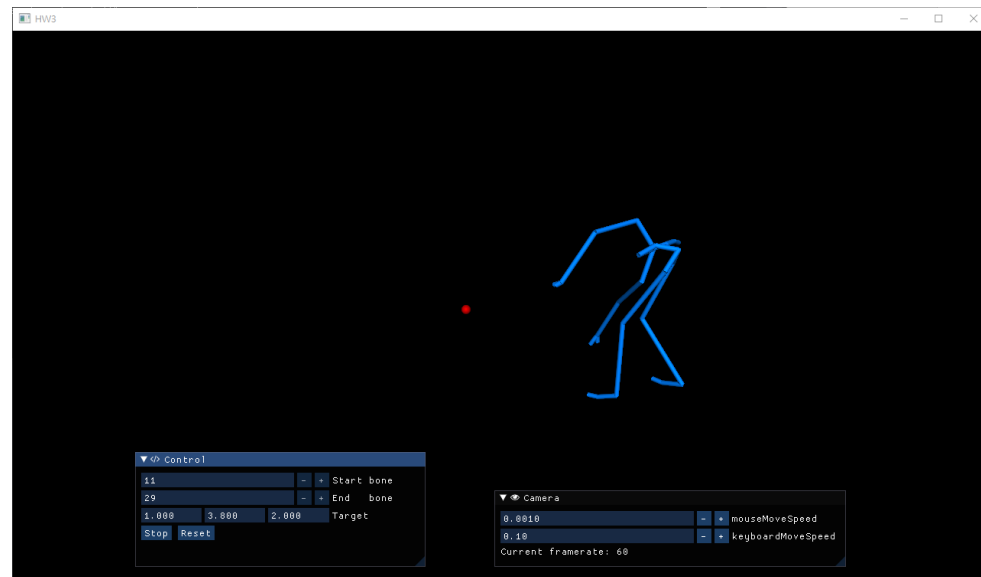 HW3
Control
11 - + Start bone
29 - + End bone
1.000 3.800 2.000 Target
Stop Reset
Camera
0.0010 - + mouseMoveSpeed
0.10 - + keyboardMoveSpeed
Current framerate: 60